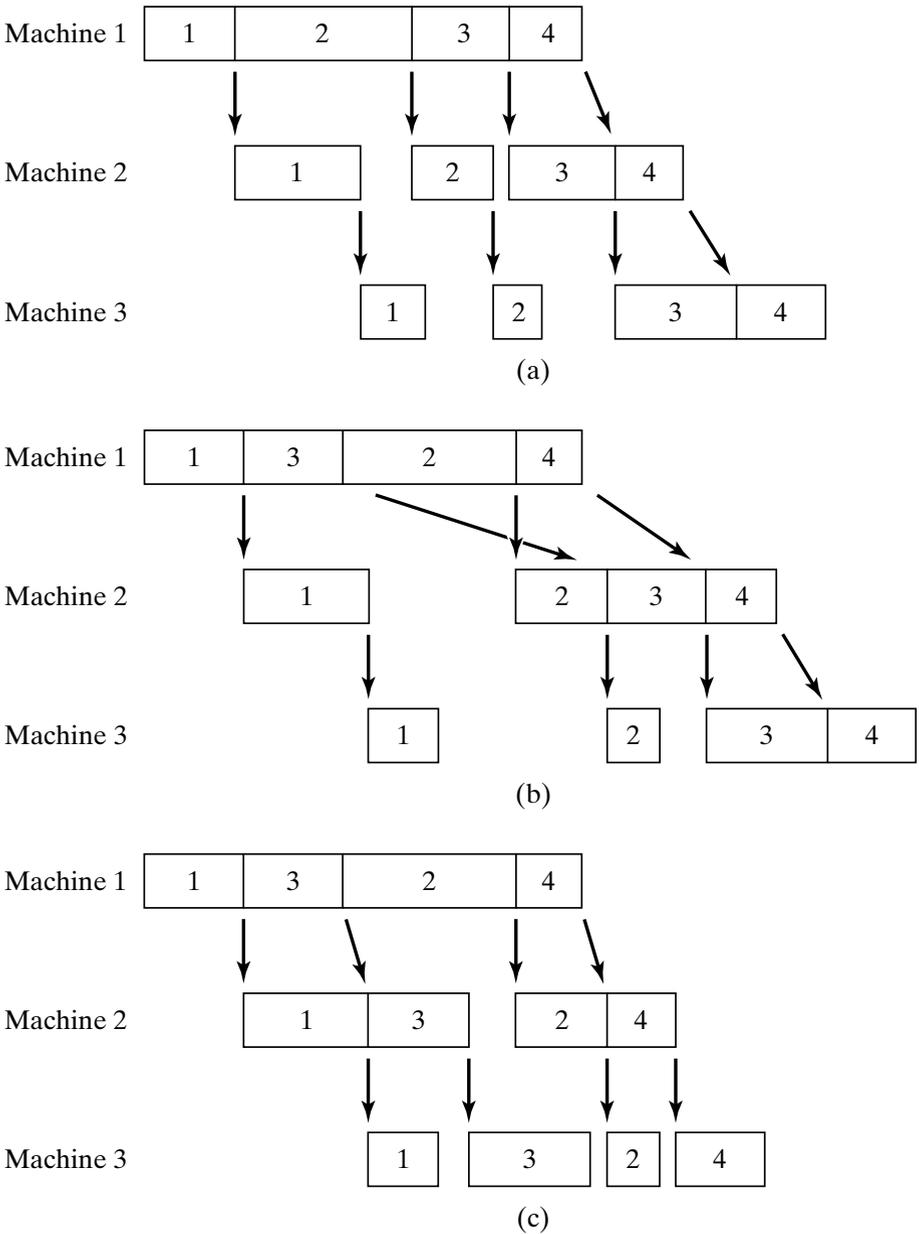 Machine 1 1 2 3 4
Machine 2 1 2 3 4
Machine 3 1 2 3 4
(a)
Machine 1 1 3 2 4
Machine 2 1 2 3 4
Machine 3 1 2 3 4
(b)
Machine 1 1 3 2 4
Machine 2 1 3 2 4
Machine 3 1 3 2 4
(c)